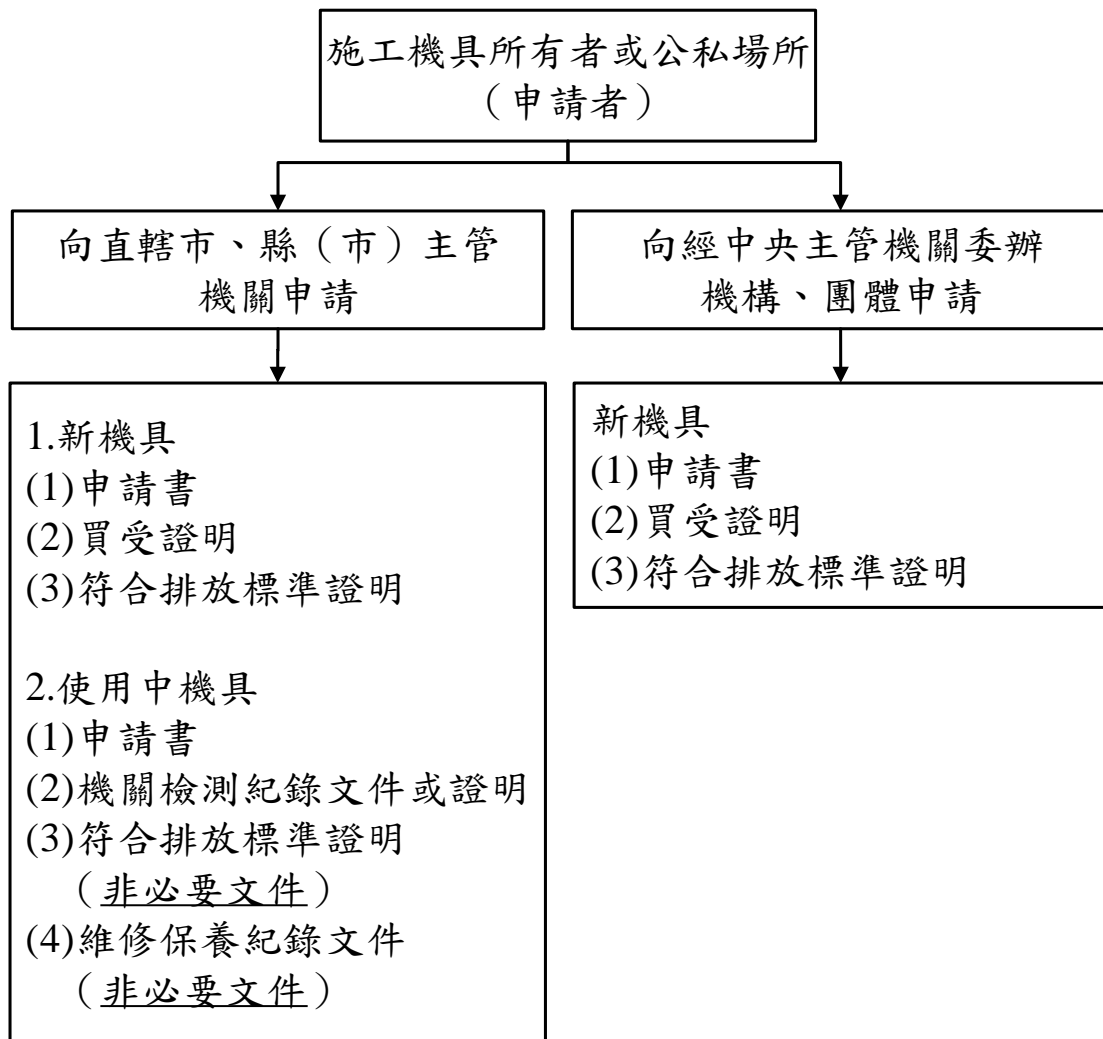 施工機具所有者或公私場所
（申請者）
向直轄市、縣（市）主管
機關申請
向經中央主管機關委辦
機構、團體申請
1.新機具
(1)申請書
(2)買受證明
(3)符合排放標準證明
2.使用中機具
(1)申請書
(2)機關檢測紀錄文件或證明
(3)符合排放標準證明
（非必要文件）
(4)維修保養紀錄文件
（非必要文件）
新機具
(1)申請書
(2)買受證明
(3)符合排放標準證明